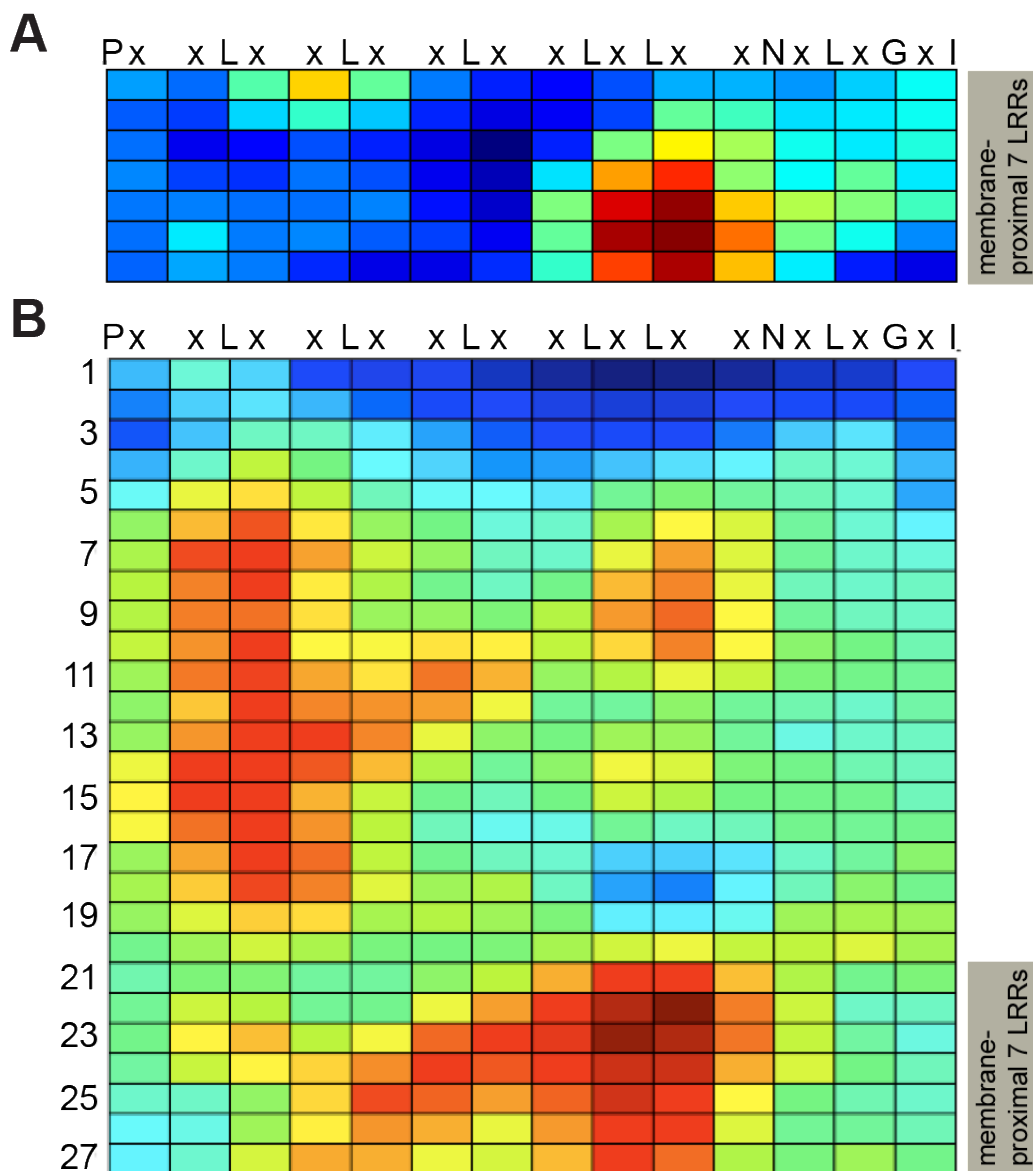 A
Px xLx xLx xLx xLxLx xNxLxGxI
membrane-
proximal 7 LRRs
B
Px xLx xLx xLx xLxLx xNxLxGxI
1
3
5
7
9
11
13
15
17
19
21
23
25
27
membrane-
proximal 7 LRRs